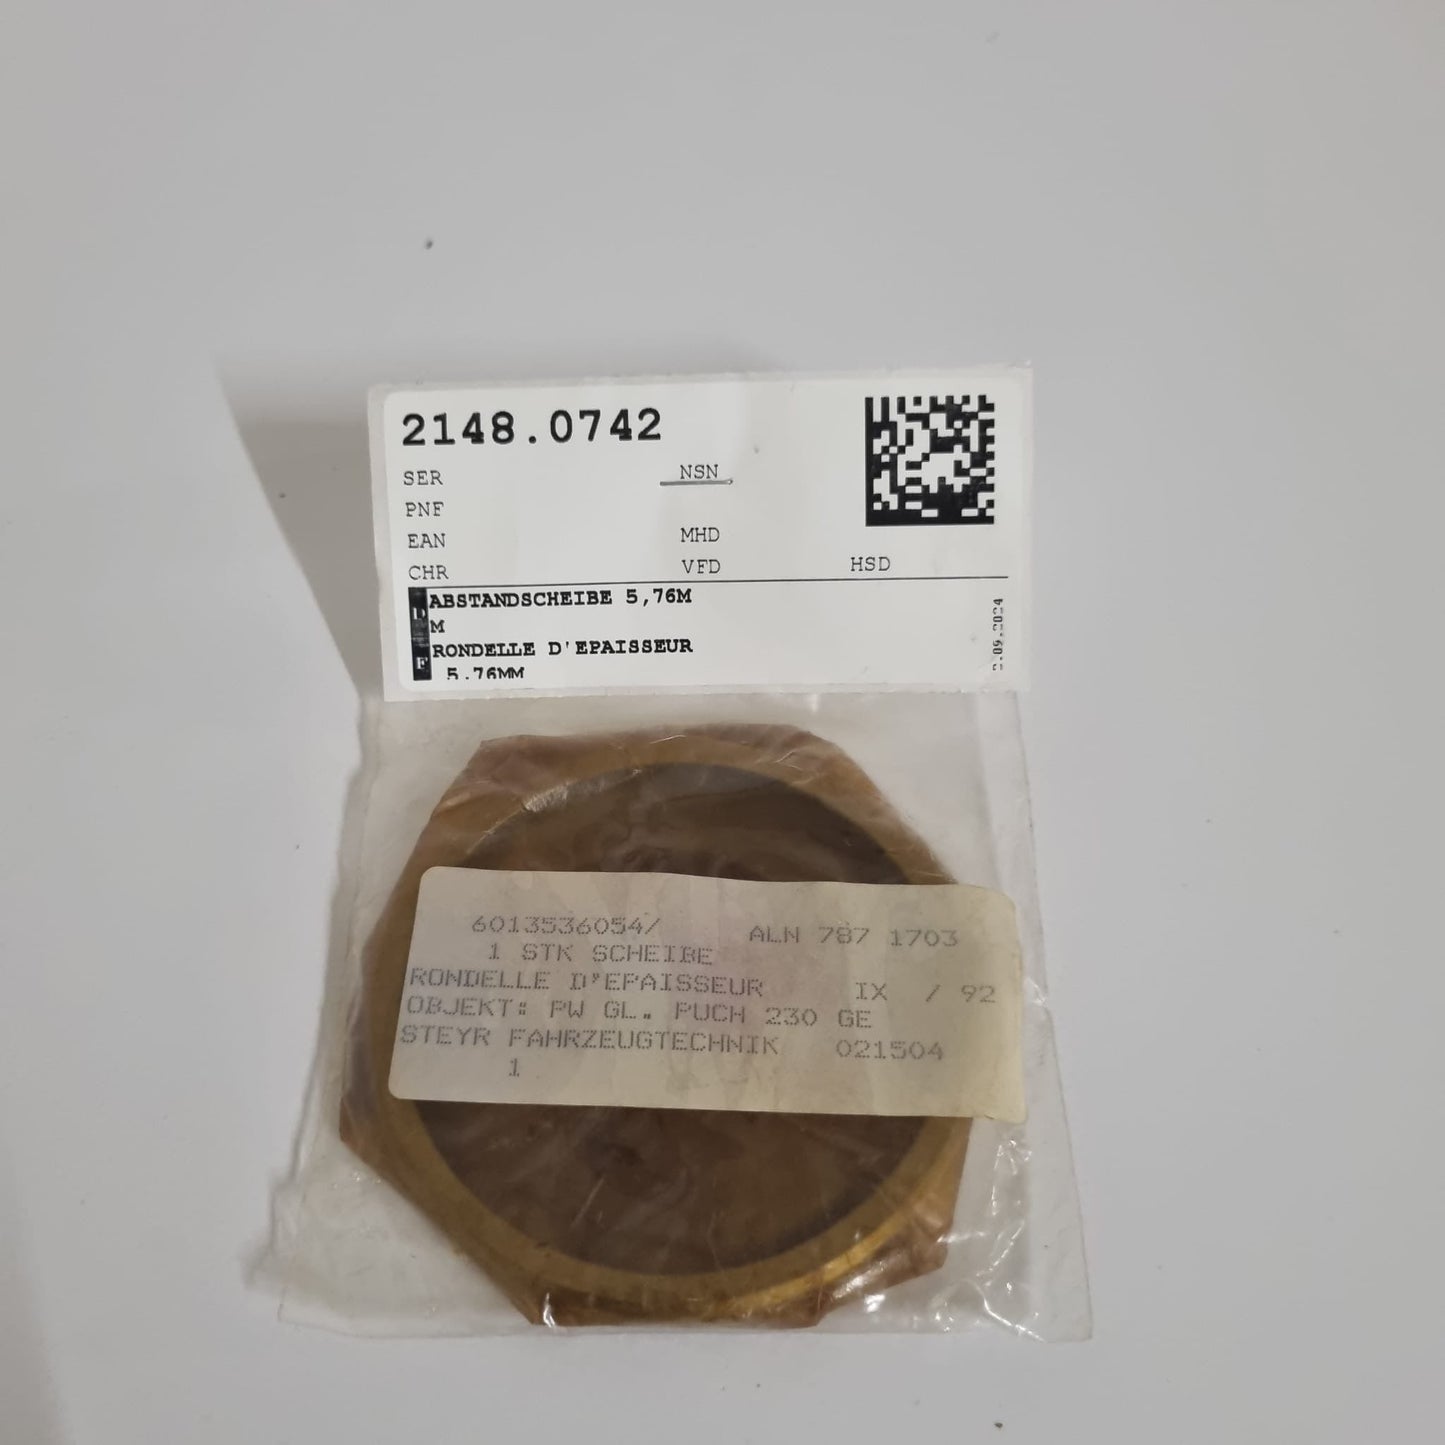 2148.0742
SER NSN
PNF
EAN MHD
CHR VFD HSD
D ABSTANDSCHEIBE 5,76M
M
F RONDELLE D'EPAISSEUR
5.76MM
.09.2024
6013536054/ ALN 787 1703
1 STK SCHEIBE
RONDELLE D'EPAISSEUR IX / 92
OBJEKT: PW GL. PUCH 230 GE
STEYR FAHRZEUGTECHNIK 021504
1